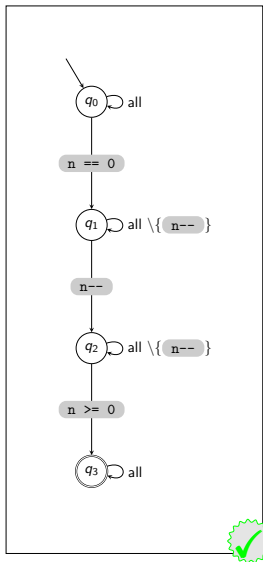 q0 all
n == 0
q1 all \{ n-- }
n--
q2 all \{ n-- }
n >= 0
q3 all